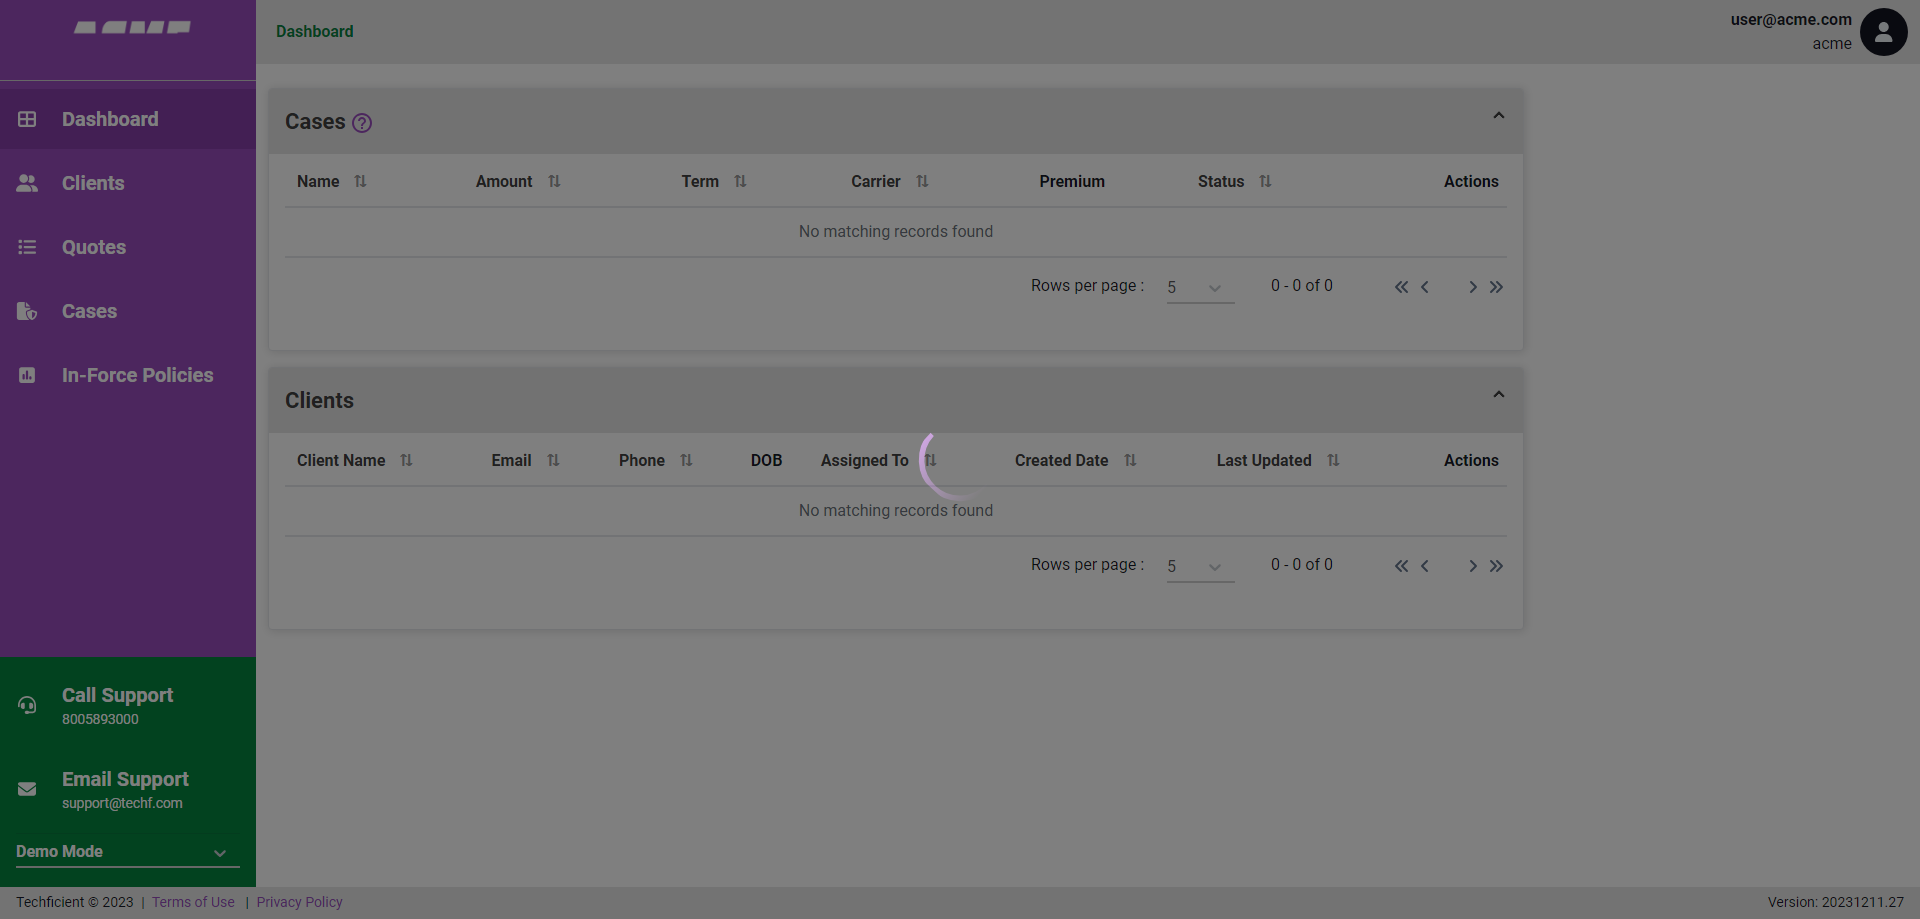 Dashboard
user@acme.com
acme
Dashboard
Clients
Quotes
Cases
In-Force Policies
Call Support
8005893000
Email Support
support@techf.com
Demo Mode
Cases
Name Amount Term Carrier Premium Status Actions
No matching records found
Rows per page : 5 0 - 0 of 0
Clients
Client Name Email Phone DOB Assigned To Created Date Last Updated Actions
No matching records found
Rows per page : 5 0 - 0 of 0
Techficient © 2023 | Terms of Use | Privacy Policy
Version: 20231211.27